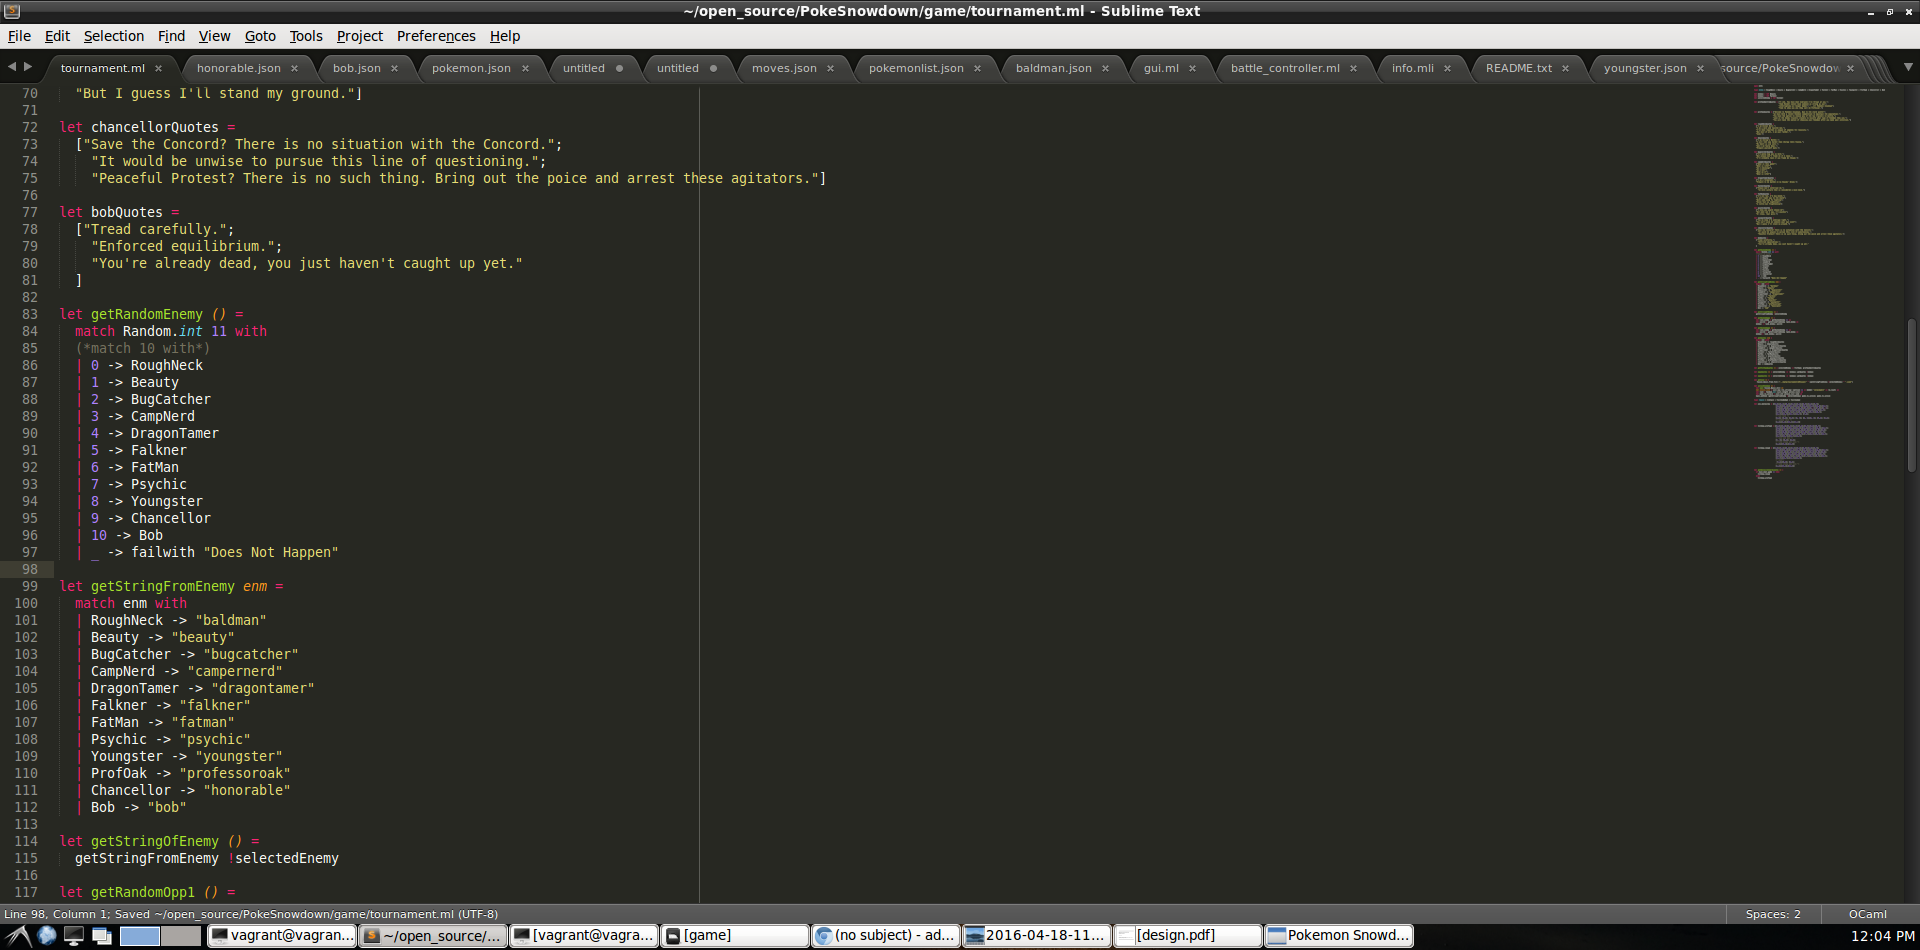 ~/open_source/PokeSnowdown/game/tournament.ml - Sublime Text
File Edit Selection Find View Goto Tools Project Preferences Help
tournament.ml honorable.json bob.json pokemon.json untitled untitled moves.json pokemonlist.json baldman.json gui.ml battle_controller.ml info.mli README.txt youngster.json source/PokeSnowdow
70 "But I guess I'll stand my ground."]
71
72 let chancellorQuotes =
73 ["Save the Concord? There is no situation with the Concord.";
74 "It would be unwise to pursue this line of questioning.";
75 "Peaceful Protest? There is no such thing. Bring out the poice and arrest these agitators."]
76
77 let bobQuotes =
78 ["Tread carefully.";
79 "Enforced equilibrium.";
80 "You're already dead, you just haven't caught up yet."
81 ]
82
83 let getRandomEnemy () =
84 match Random.int 11 with
85 (*match 10 with*)
86 | 0 -> RoughNeck
87 | 1 -> Beauty
88 | 2 -> BugCatcher
89 | 3 -> CampNerd
90 | 4 -> DragonTamer
91 | 5 -> Falkner
92 | 6 -> FatMan
93 | 7 -> Psychic
94 | 8 -> Youngster
95 | 9 -> Chancellor
96 | 10 -> Bob
97 | _ -> failwith "Does Not Happen"
98
99 let getStringFromEnemy enm =
100 match enm with
101 | RoughNeck -> "baldman"
102 | Beauty -> "beauty"
103 | BugCatcher -> "bugcatcher"
104 | CampNerd -> "campernerd"
105 | DragonTamer -> "dragontamer"
106 | Falkner -> "falkner"
107 | FatMan -> "fatman"
108 | Psychic -> "psychic"
109 | Youngster -> "youngster"
110 | ProfOak -> "professoroak"
111 | Chancellor -> "honorable"
112 | Bob -> "bob"
113
114 let getStringOfEnemy () =
115 getStringFromEnemy !selectedEnemy
116
117 let getRandomOpp1 () =
Line 98, Column 1; Saved ~/open_source/PokeSnowdown/game/tournament.ml (UTF-8) Spaces: 2 OCaml
vagrant@vagran... ~/open_source/... [vagrant@vagra... [game] (no subject) - ad... 2016-04-18-11... [design.pdf] Pokemon Snowd... 12:04 PM